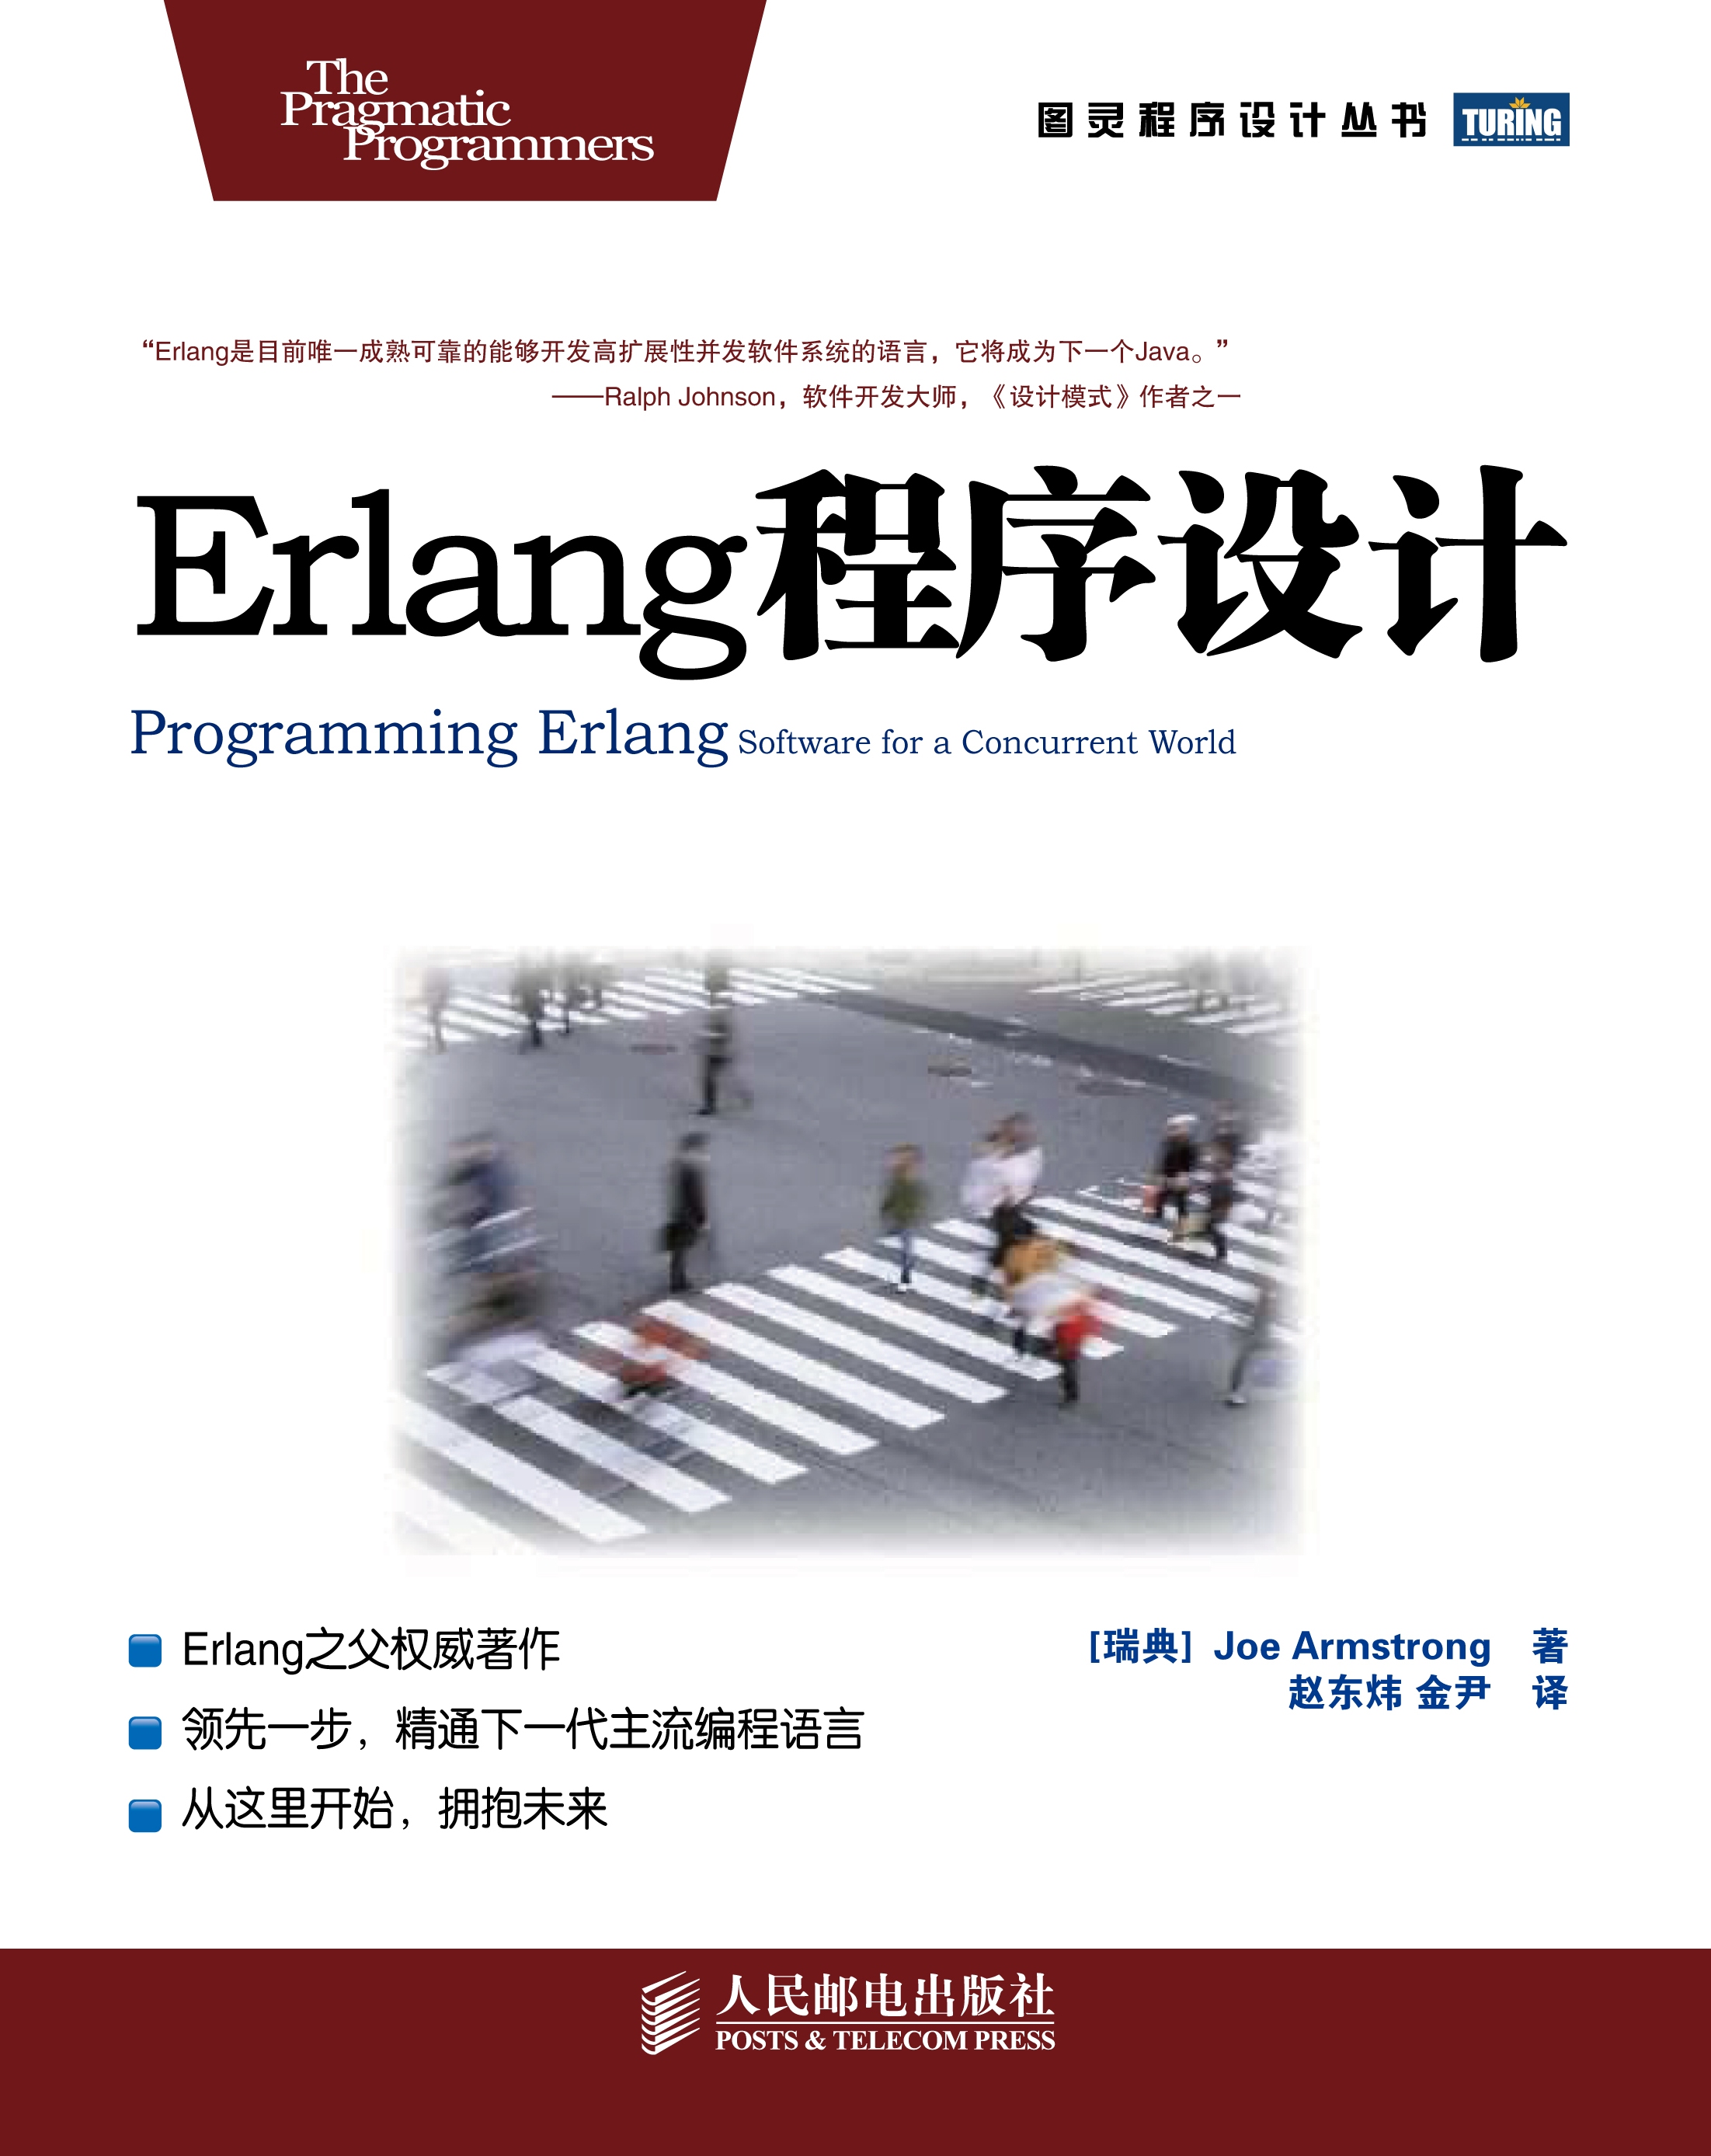 The
Pragmatic
Programmers
图灵程序设计丛书 TURING
“Erlang是目前唯一成熟可靠的能够开发高扩展性并发软件系统的语言，它将成为下一个Java。”
——Ralph Johnson，软件开发大师，《设计模式》作者之一
Erlang程序设计
Programming Erlang Software for a Concurrent World
Erlang之父权威著作
领先一步，精通下一代主流编程语言
从这里开始，拥抱未来
[瑞典] Joe Armstrong 著
赵东炜 金尹 译
人民邮电出版社
POSTS & TELECOM PRESS